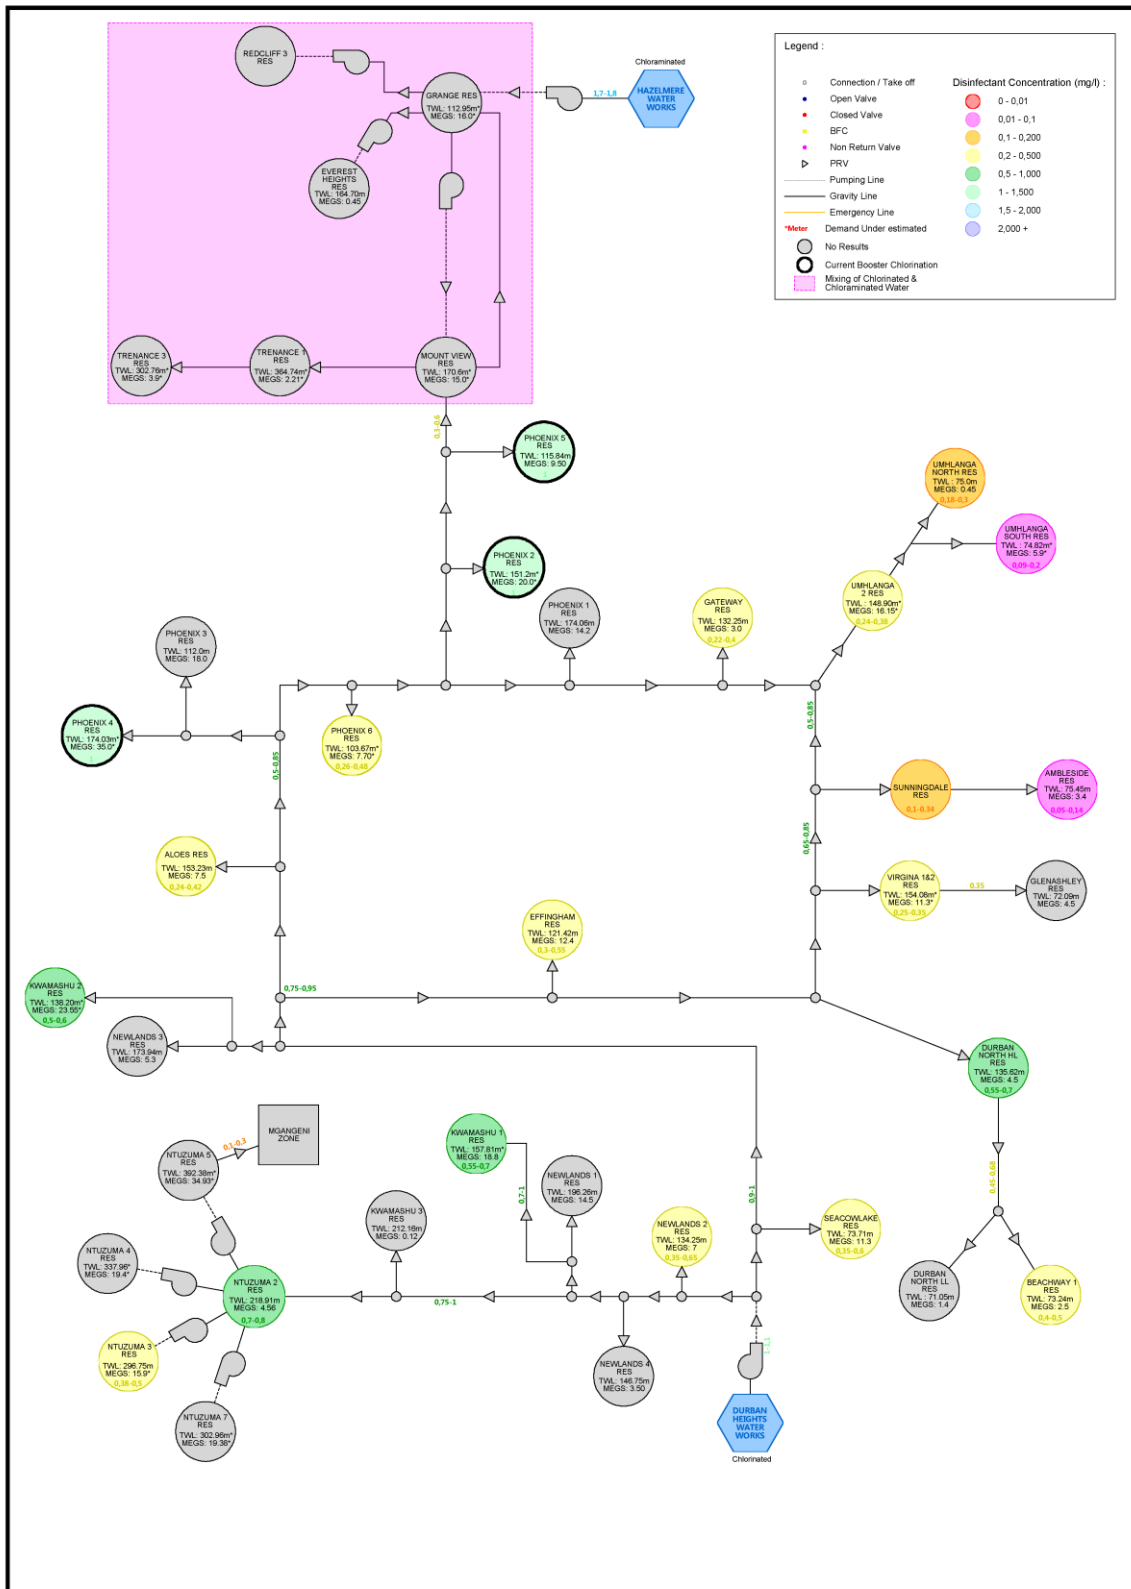 REDCLIFF 3
RES
GRANGE RES
TWL: 112.95m*
MEGS: 16.0*
EVEREST
HEIGHTS
RES
TWL: 164.70m
MEGS: 0.45
Chloraminated
1,7-1,8
HAZELMERE
WATER
WORKS
Legend :
Connection / Take off
Open Valve
Closed Valve
BFC
Non Return Valve
PRV
Pumping Line
Gravity Line
Emergency Line
*Meter Demand Under estimated
No Results
Current Booster Chlorination
Mixing of Chlorinated &
Chloraminated Water
Disinfectant Concentration (mg/l) :
0 - 0,01
0,01 - 0,1
0,1 - 0,200
0,2 - 0,500
0,5 - 1,000
1 - 1,500
1,5 - 2,000
2,000 +
TRENANCE 3
RES
TWL: 302.76m*
MEGS: 3.9*
TRENANCE 1
RES
TWL: 364.74m*
MEGS: 2.21*
MOUNT VIEW
RES
TWL: 170.6m*
MEGS: 15.0*
0,3-0,6
PHOENIX 5
RES
TWL: 115.84m
MEGS: 9.50
UMHLANGA
NORTH RES
TWL : 75.0m
MEGS: 0.45
0,18-0,3
UMHLANGA
SOUTH RES
TWL : 74.82m*
MEGS: 5.9*
0,09-0,2
PHOENIX 2
RES
TWL: 151.2m*
MEGS: 20.0*
UMHLANGA
2 RES
TWL : 148.90m*
MEGS: 16.15*
0,24-0,38
PHOENIX 1
RES
TWL: 174.06m
MEGS: 14.2
GATEWAY
RES
TWL: 132.25m
MEGS: 3.0
0,22-0,4
PHOENIX 3
RES
TWL: 112.0m
MEGS: 18.0
PHOENIX 4
RES
TWL: 174.03m*
MEGS: 35.0*
PHOENIX 6
RES
TWL: 103.67m*
MEGS: 7.70*
0,26-0,48
0,5-0,85
0,5-0,85
SUNNINGDALE
RES
0,1-0,34
AMBLESIDE
RES
TWL: 75.45m
MEGS: 3.4
0,05-0,14
0,65-0,85
ALOES RES
TWL: 153.23m
MEGS: 7.5
0,24-0,42
VIRGINA 1&2
RES
TWL: 154.08m*
MEGS: 11.3*
0,25-0,35
0,35
GLENASHLEY
RES
TWL: 72.09m
MEGS: 4.5
EFFINGHAM
RES
TWL: 121.42m
MEGS: 12.4
0,3-0,55
KWAMASHU 2
RES
TWL: 138.20m*
MEGS: 23.55*
0,5-0,6
0,75-0,95
NEWLANDS 3
RES
TWL: 173.94m
MEGS: 5.3
DURBAN
NORTH HL
RES
TWL: 135.62m
MEGS: 4.5
0,55-0,7
MGANGENI
ZONE
0,1-0,3
NTUZUMA 5
RES
TWL: 392.38m*
MEGS: 34.93*
KWAMASHU 1
RES
TWL: 157.81m*
MEGS: 18.8
0,55-0,7
0,7-1
NEWLANDS 1
RES
TWL: 196.26m
MEGS: 14.5
0,9-1
0,45-0,68
KWAMASHU 3
RES
TWL: 212.16m
MEGS: 0.12
NEWLANDS 2
RES
TWL: 134.25m
MEGS: 7
0,35-0,65
SEACOWLAKE
RES
TWL: 73.71m
MEGS: 11.3
0,35-0,6
NTUZUMA 4
RES
TWL: 337.96*
MEGS: 19.4*
NTUZUMA 2
RES
TWL: 218.91m
MEGS: 4.56
0,7-0,8
0,75-1
DURBAN
NORTH LL
RES
TWL : 71.05m
MEGS: 1.4
BEACHWAY 1
RES
TWL: 73.24m
MEGS: 2.5
0,4-0,5
NTUZUMA 3
RES
TWL: 296.75m
MEGS: 15.9*
0,38-0,5
NEWLANDS 4
RES
TWL: 146.75m
MEGS: 3.50
1-1,1
NTUZUMA 7
RES
TWL: 302.96m*
MEGS: 19.38*
DURBAN
HEIGHTS
WATER
WORKS
Chlorinated